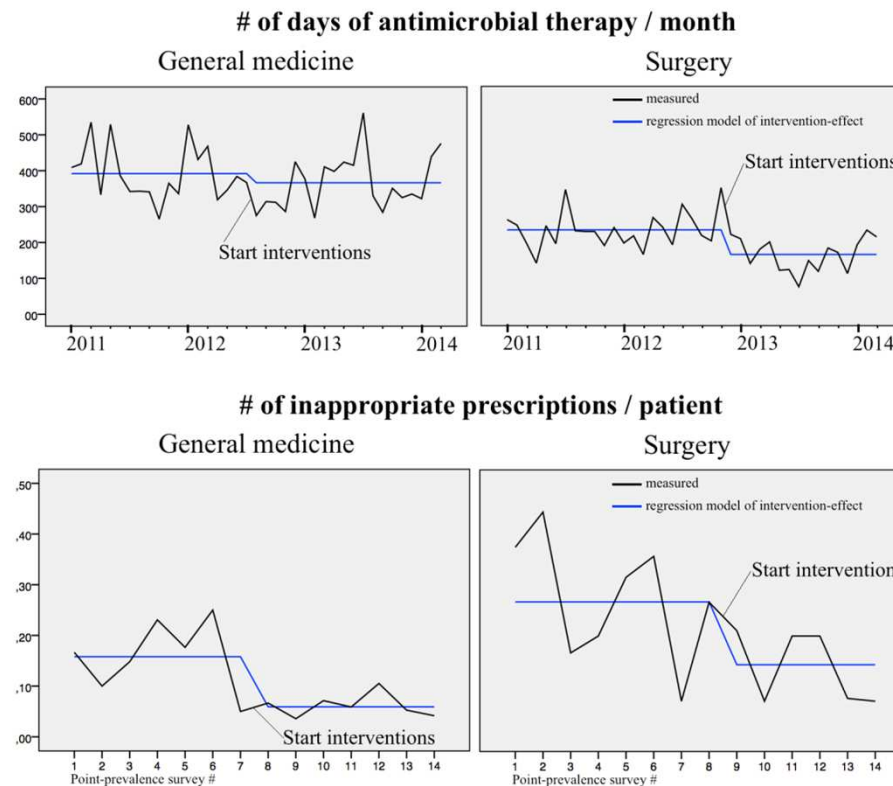 # of days of antimicrobial therapy / month
General medicine
Surgery
600
500
400
300
200
100
00
Start interventions
2011
2012
2013
2014
measured
regression model of intervention-effect
Start interventions
2011
2012
2013
2014
# of inappropriate prescriptions / patient
General medicine
Surgery
,50
,40
,30
,20
,10
,00
Start interventions
1 2 3 4 5 6 7 8 9 10 11 12 13 14
Point-prevalence survey #
measured
regression model of intervention-effect
Start intervention
1 2 3 4 5 6 7 8 9 10 11 12 13 14
Point-prevalence survey #